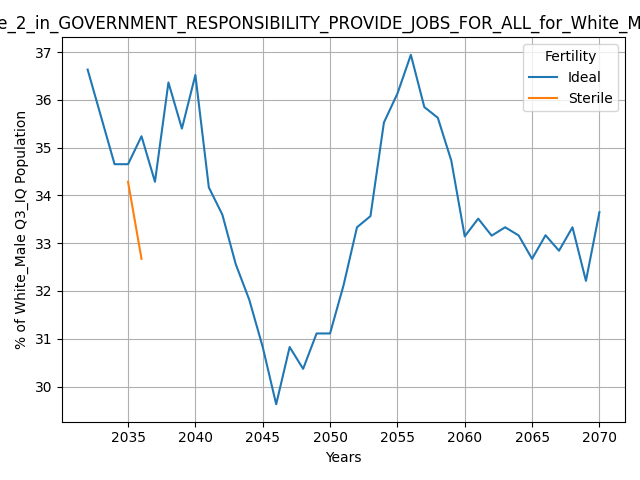 e_2_in_GOVERNMENT_RESPONSIBILITY_PROVIDE_JOBS_FOR_ALL_for_White_M
Fertility
Ideal
Sterile
% of White_Male Q3_IQ Population
37
36
35
34
33
32
31
30
2035
2040
2045
2050
2055
2060
2065
2070
Years